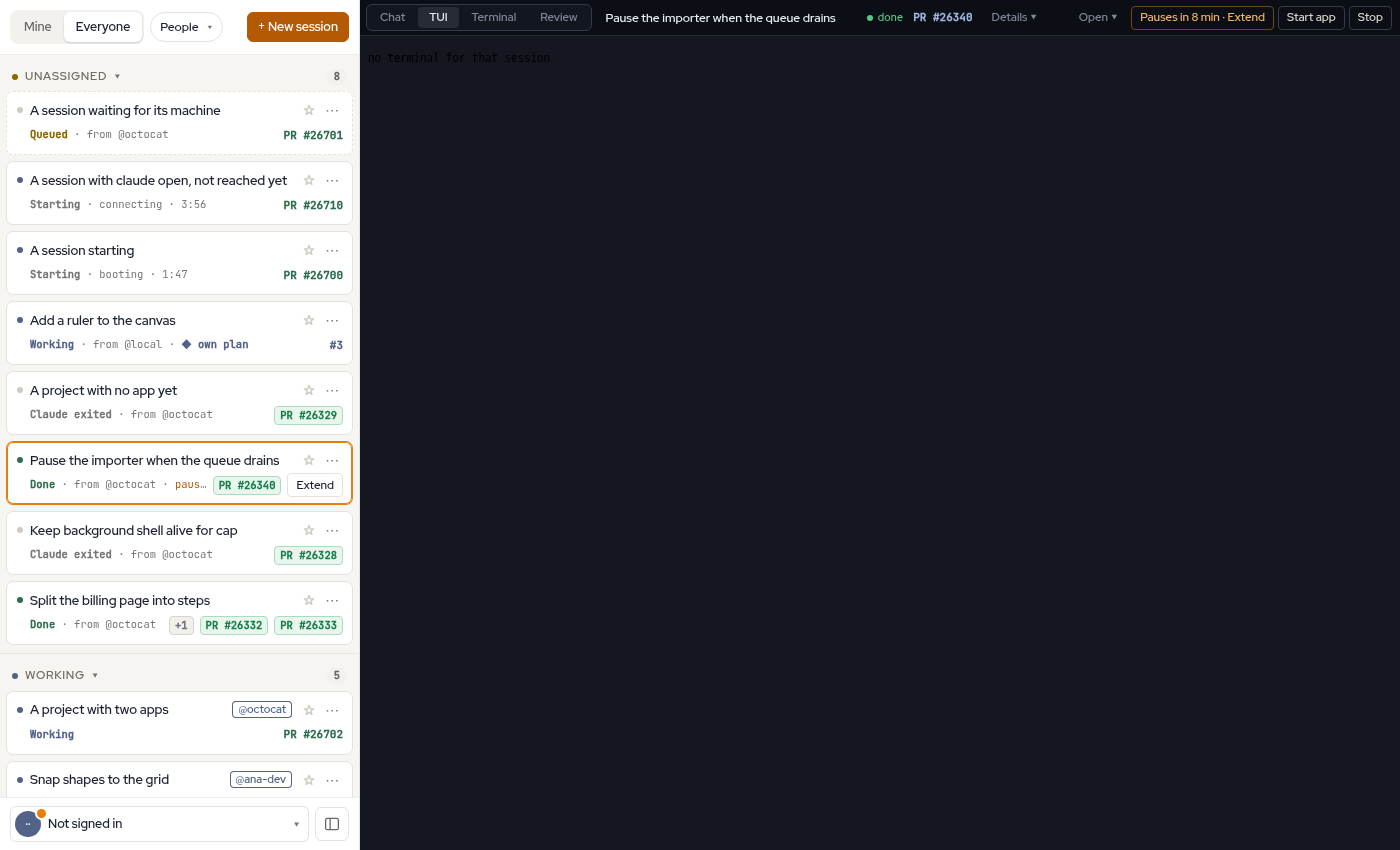 Mine Everyone People ▾ + New session
UNASSIGNED ▾ 8
A session waiting for its machine ☆ ···
Queued · from @octocat PR #26701
A session with claude open, not reached yet ☆ ···
Starting · connecting · 3:56 PR #26710
A session starting ☆ ···
Starting · booting · 1:47 PR #26700
Add a ruler to the canvas ☆ ···
Working · from @local · ◆ own plan #3
A project with no app yet ☆ ···
Claude exited · from @octocat PR #26329
Pause the importer when the queue drains ☆ ···
Done · from @octocat · paus… PR #26340 Extend
Keep background shell alive for cap ☆ ···
Claude exited · from @octocat PR #26328
Split the billing page into steps ☆ ···
Done · from @octocat +1 PR #26332 PR #26333
WORKING ▾ 5
A project with two apps @octocat ☆ ···
Working PR #26702
Snap shapes to the grid @ana-dev ☆ ···
Not signed in ▾
Chat TUI Terminal Review Pause the importer when the queue drains done PR #26340 Details ▾ Open ▾ Pauses in 8 min · Extend Start app Stop
no terminal for that session